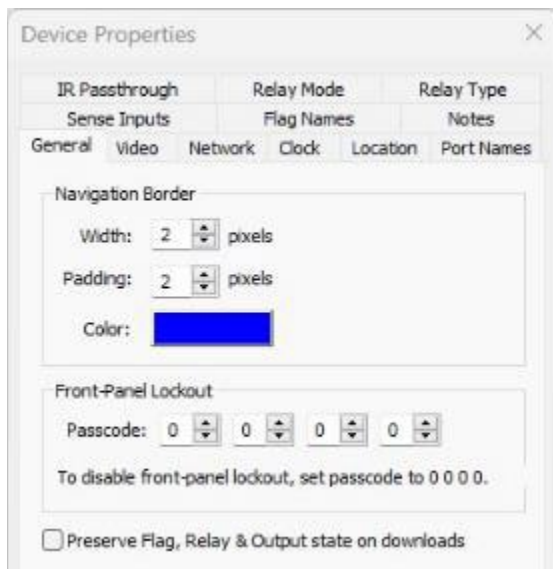 Device Properties
IR Passthrough Relay Mode Relay Type
Sense Inputs Flag Names Notes
General Video Network Clock Location Port Names
Navigation Border
Width: 2 pixels
Padding: 2 pixels
Color:
Front-Panel Lockout
Passcode: 0 0 0 0
To disable front-panel lockout, set passcode to 0 0 0 0.
Preserve Flag, Relay & Output state on downloads